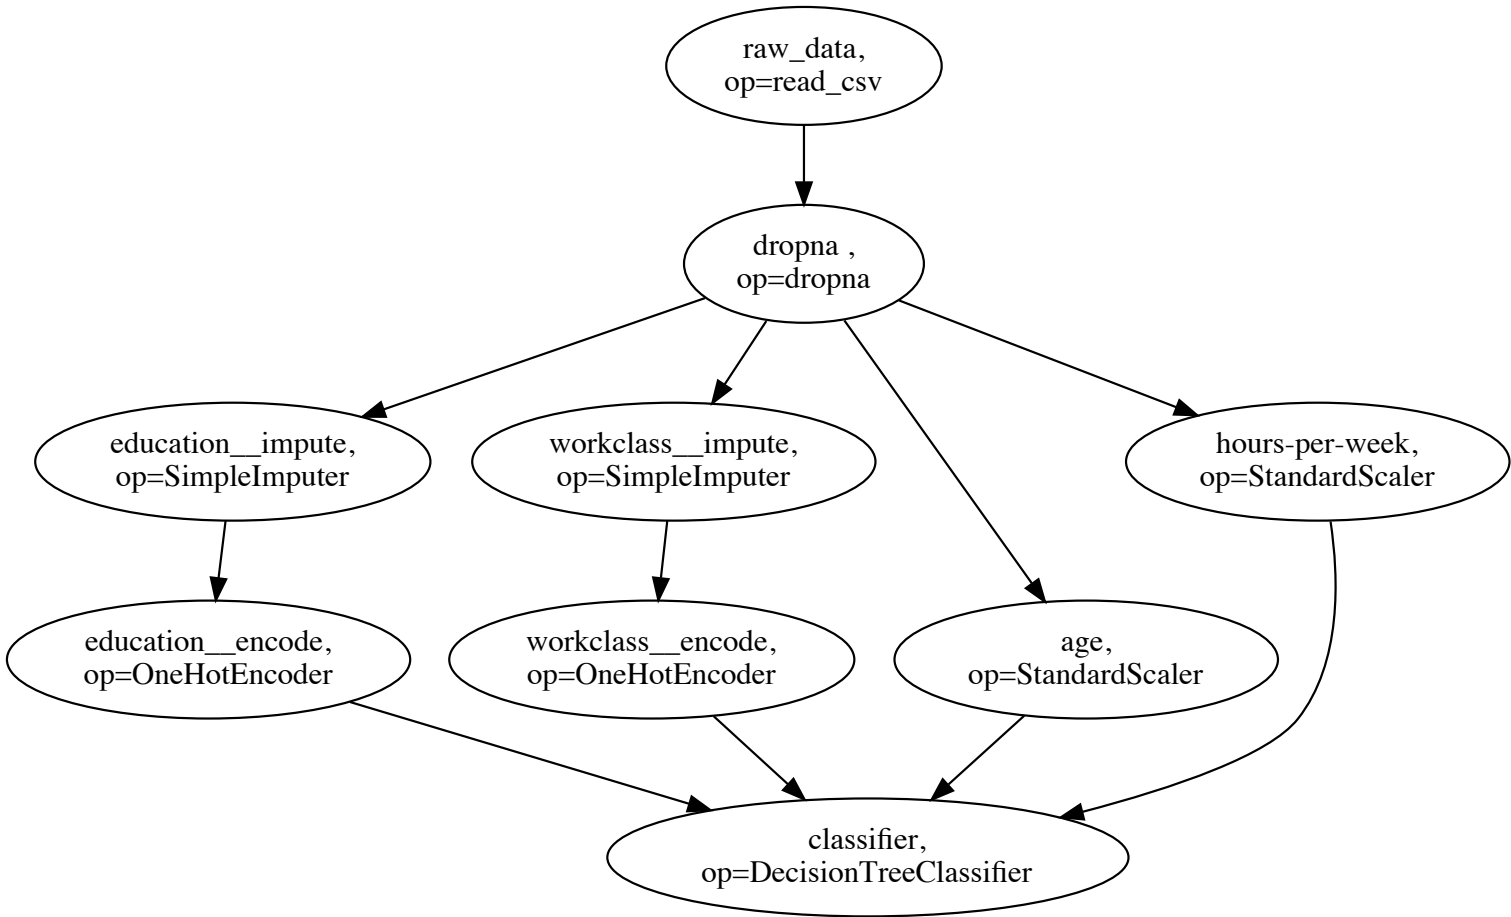 raw_data,
op=read_csv
dropna ,
op=dropna
education__impute,
op=SimpleImputer
workclass__impute,
op=SimpleImputer
hours-per-week,
op=StandardScaler
education__encode,
op=OneHotEncoder
workclass__encode,
op=OneHotEncoder
age,
op=StandardScaler
classifier,
op=DecisionTreeClassifier